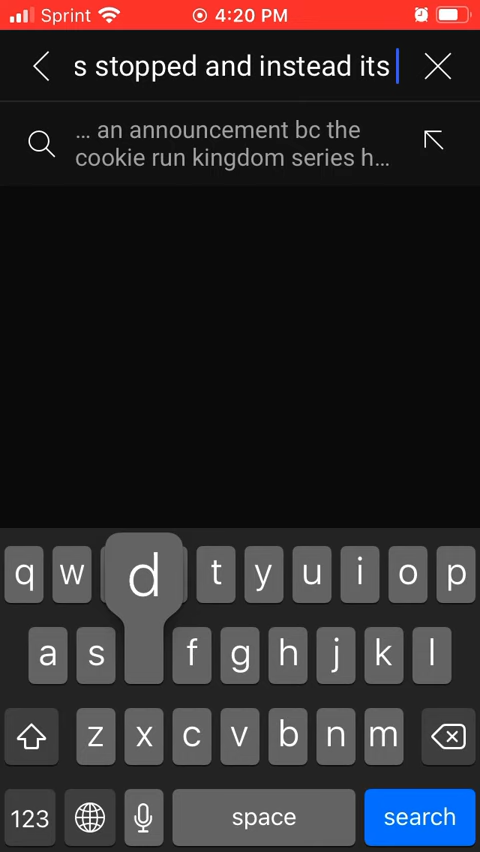 Sprint 4:20 PM
s stopped and instead its
... an announcement bc the
cookie run kingdom series h...
q w d t y u i o p
a s f g h j k l
z x c v b n m
123 space search